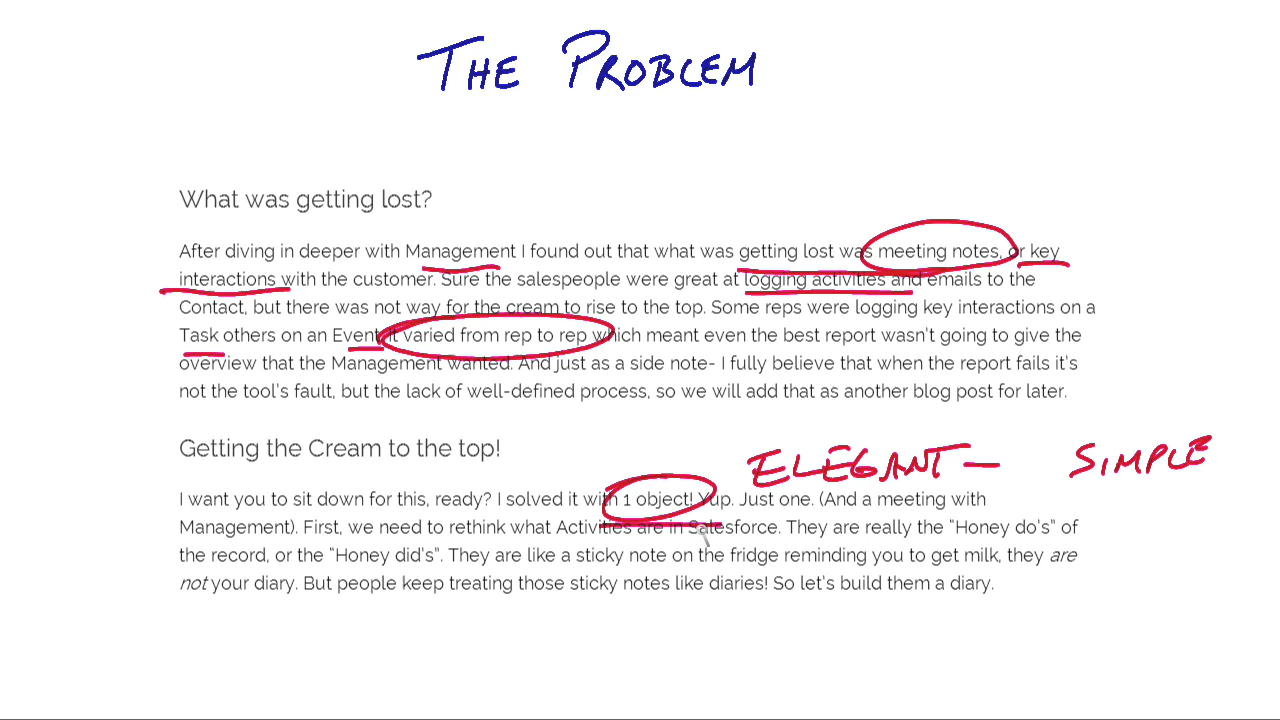 THE PROBLEM
What was getting lost?
After diving in deeper with Management I found out that what was getting lost was meeting notes, or key
interactions with the customer. Sure the salespeople were great at logging activities and emails to the
Contact, but there was not way for the cream to rise to the top. Some reps were logging key interactions on a
Task others on an Event, it varied from rep to rep which meant even the best report wasn't going to give the
overview that the Management wanted. And just as a side note- I fully believe that when the report fails it's
not the tool's fault, but the lack of well-defined process, so we will add that as another blog post for later.
Getting the Cream to the top!
ELEGANT— SIMPLE
I want you to sit down for this, ready? I solved it with 1 object! Yup. Just one. (And a meeting with
Management). First, we need to rethink what Activities are in Salesforce. They are really the “Honey do's” of
the record, or the “Honey did's”. They are like a sticky note on the fridge reminding you to get milk, they are
not your diary. But people keep treating those sticky notes like diaries! So let's build them a diary.